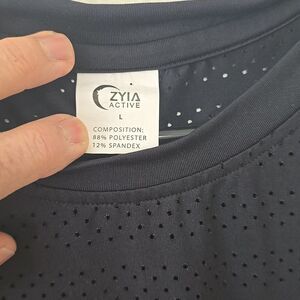 ZYIA
ACTIVE
L
COMPOSITION:
88% POLYESTER
12% SPANDEX